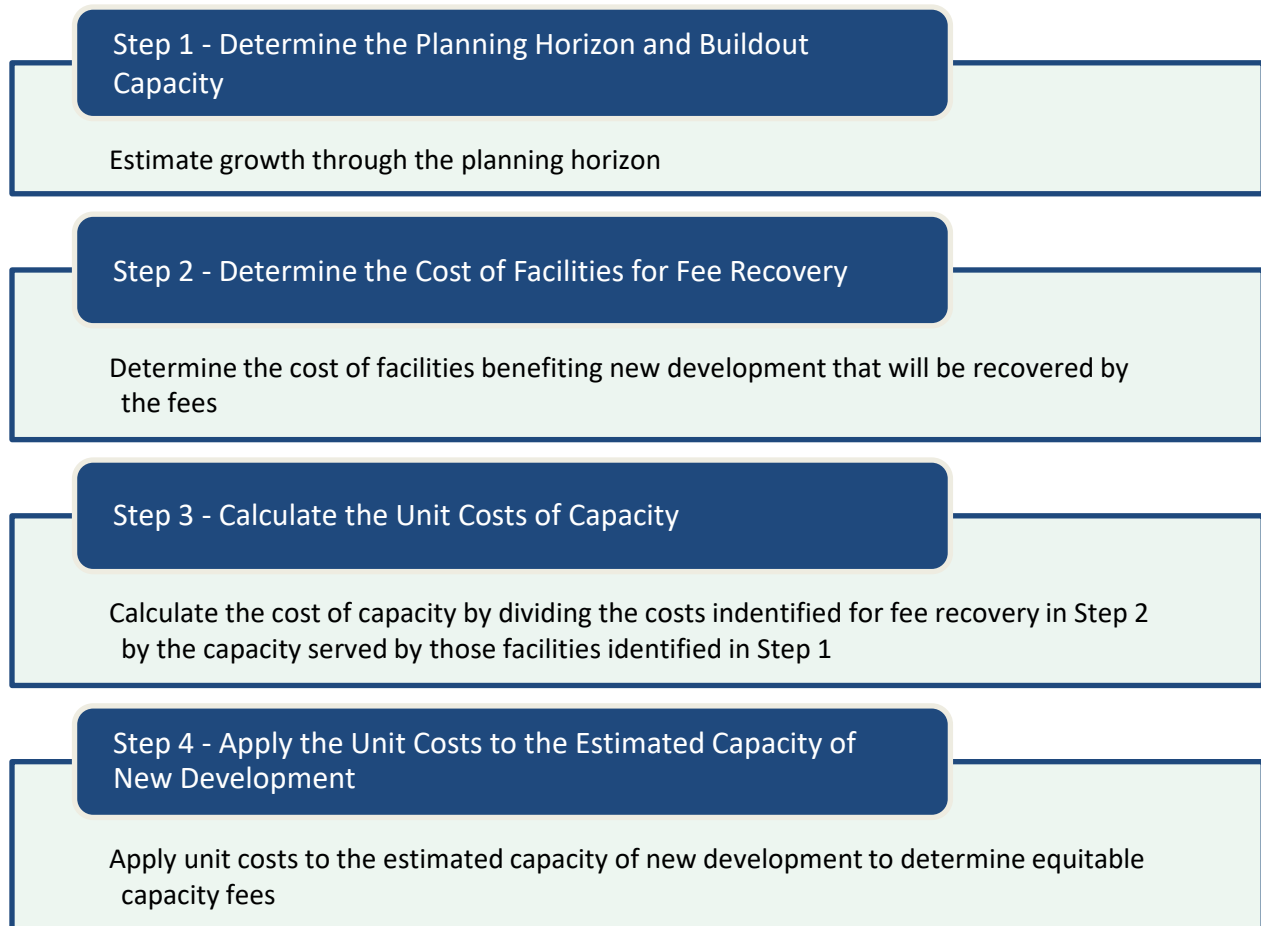 Step 1 - Determine the Planning Horizon and Buildout
Capacity
Estimate growth through the planning horizon
Step 2 - Determine the Cost of Facilities for Fee Recovery
Determine the cost of facilities benefiting new development that will be recovered by
the fees
Step 3 - Calculate the Unit Costs of Capacity
Calculate the cost of capacity by dividing the costs indentified for fee recovery in Step 2
by the capacity served by those facilities identified in Step 1
Step 4 - Apply the Unit Costs to the Estimated Capacity of
New Development
Apply unit costs to the estimated capacity of new development to determine equitable
capacity fees